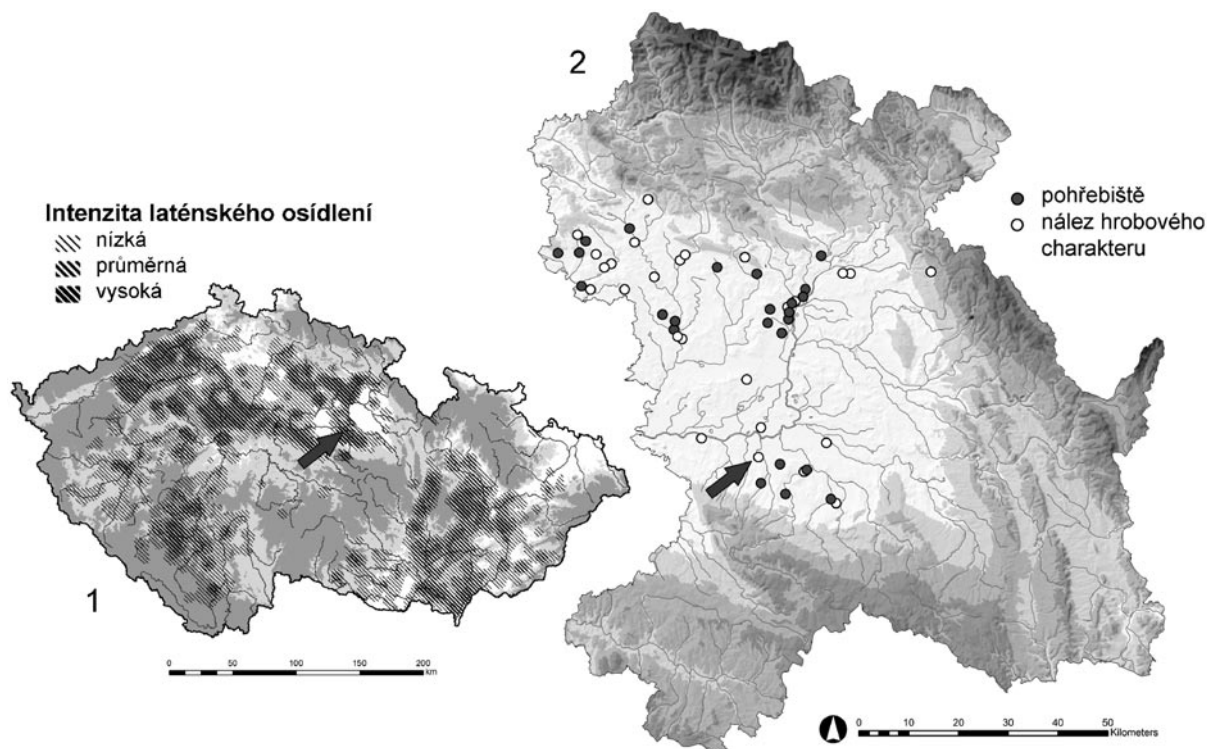 2
pohřebiště
nález hrobového
charakteru
Intenzita laténského osídlení
nízká
průměrná
vysoká
1
0 50 100 150 200
km
0 10 20 30 40 50
Kilometers